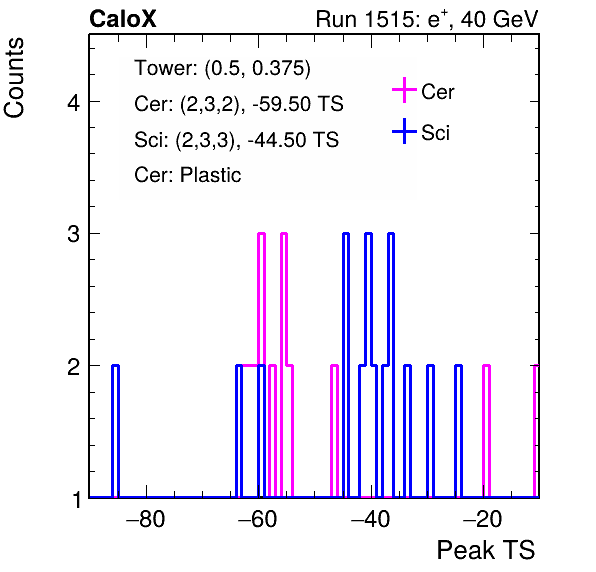 CaloX Run 1515: e⁺, 40 GeV
Counts
Tower: (0.5, 0.375)
Cer: (2,3,2), -59.50 TS
Sci: (2,3,3), -44.50 TS
Cer: Plastic
Cer
Sci
4
3
2
1
−80 −60 −40 −20
Peak TS